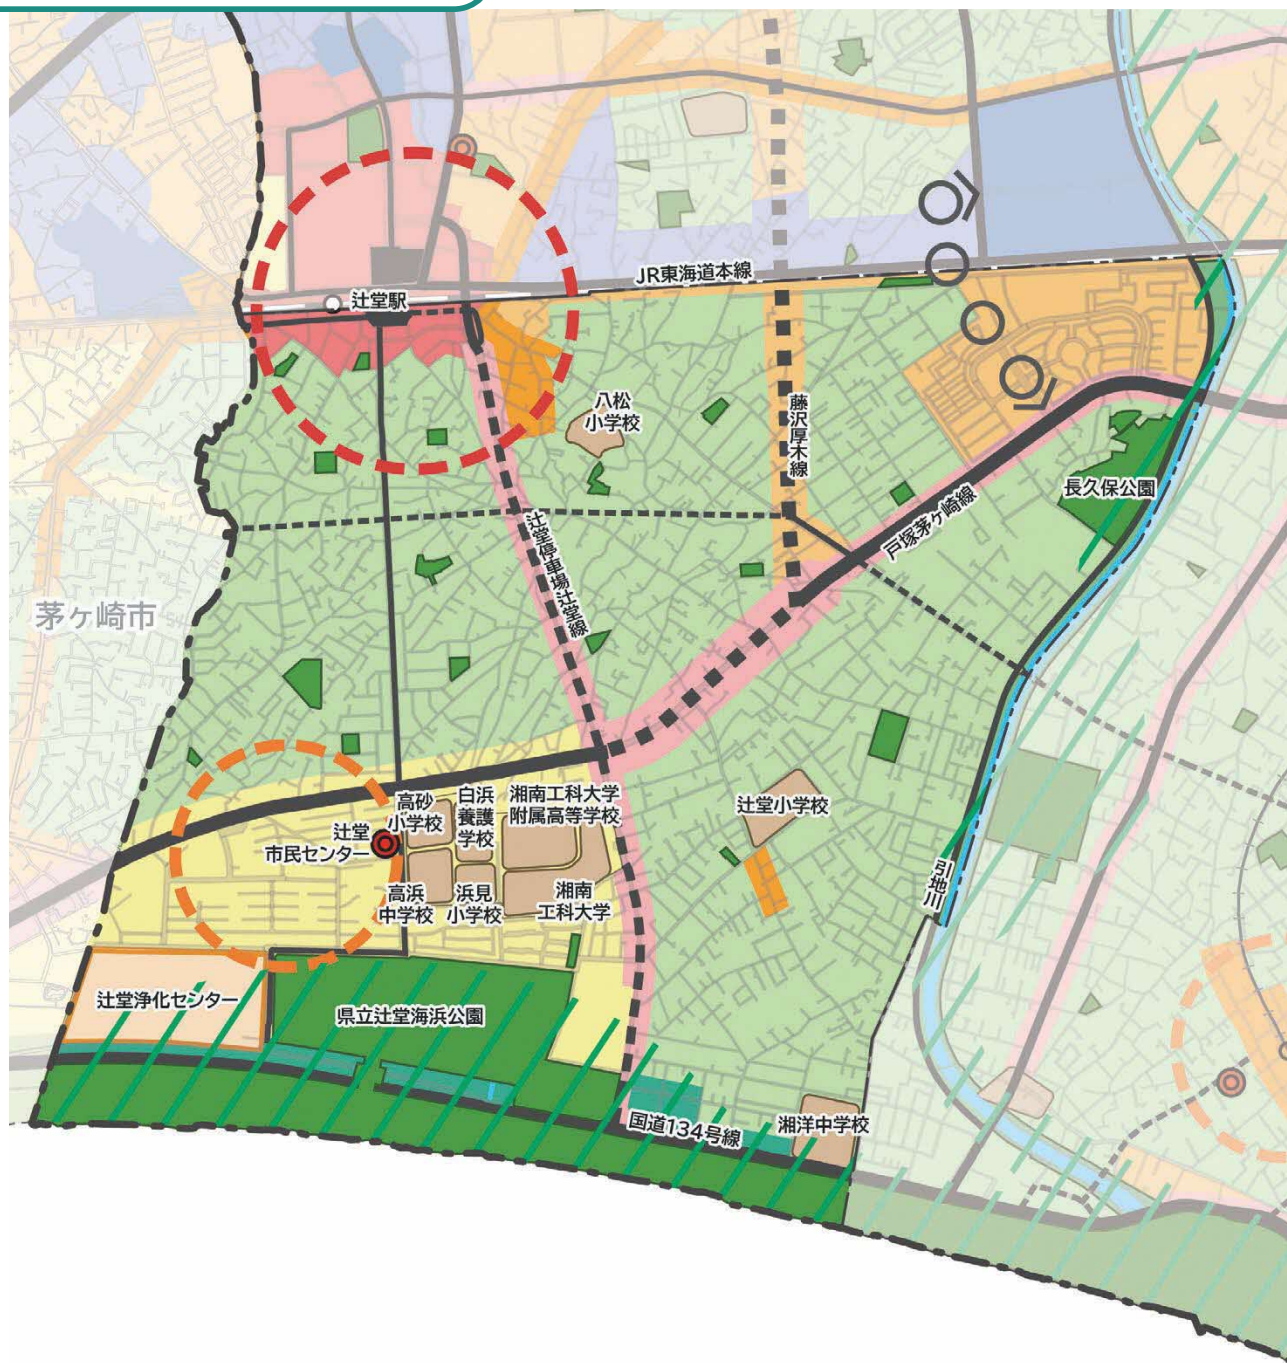 JR東海道本線
辻堂駅
八松
小学校
藤沢厚木線
長久保公園
戸塚茅ヶ崎線
辻堂停車場辻堂線
茅ヶ崎市
高砂
小学校
白浜
養護
学校
湘南工科大学
附属高等学校
辻堂小学校
辻堂
市民センター
高浜
中学校
浜見
小学校
湘南
工科大学
引地川
辻堂浄化センター
県立辻堂海浜公園
国道134号線
湘洋中学校